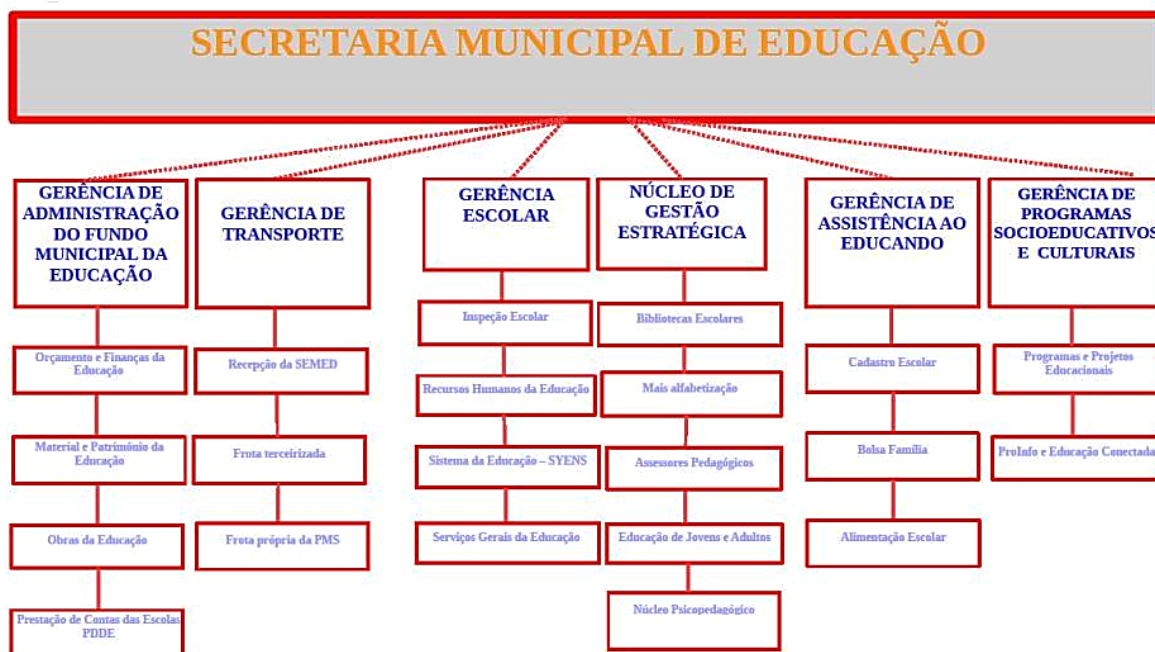 SECRETARIA MUNICIPAL DE EDUCAÇÃO
GERÊNCIA DE
ADMINISTRAÇÃO
DO FUNDO
MUNICIPAL DA
EDUCAÇÃO
Orçamento e Finanças da
Educação
Material e Patrimônio da
Educação
Obras da Educação
Prestação de Contas das Escolas
PDDE
GERÊNCIA DE
TRANSPORTE
Recepção da SEMED
Frota terceirizada
Frota própria da PMS
GERÊNCIA
ESCOLAR
Inspeção Escolar
Recursos Humanos da Educação
Sistema da Educação – SYENS
Serviços Gerais da Educação
NÚCLEO DE
GESTÃO
ESTRATÉGICA
Bibliotecas Escolares
Mais alfabetização
Assessores Pedagógicos
Educação de Jovens e Adultos
Núcleo Psicopedagógico
GERÊNCIA DE
ASSISTÊNCIA AO
EDUCANDO
Cadastro Escolar
Bolsa Família
Alimentação Escolar
GERÊNCIA DE
PROGRAMAS
SOCIOEDUCATIVOS
E CULTURAIS
Programas e Projetos
Educacionais
ProInfo e Educação Conectada